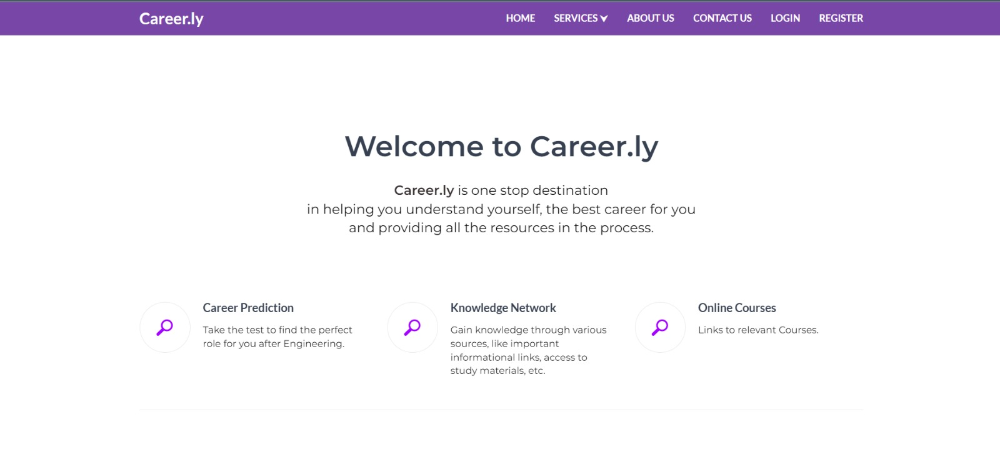 Career.ly
HOME SERVICES ABOUT US CONTACT US LOGIN REGISTER
Welcome to Career.ly
Career.ly is one stop destination
in helping you understand yourself, the best career for you
and providing all the resources in the process.
Career Prediction
Take the test to find the perfect
role for you after Engineering.
Knowledge Network
Gain knowledge through various
sources, like important
informational links, access to
study materials, etc.
Online Courses
Links to relevant Courses.